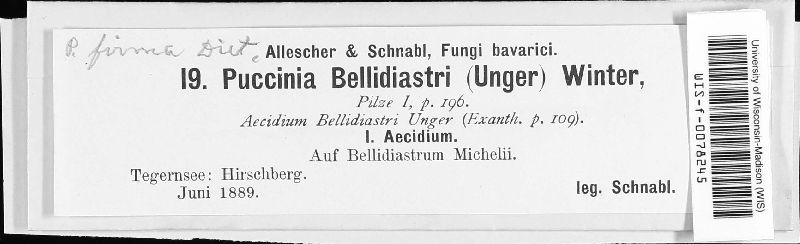 P. firma Diet.
Allescher & Schnabl, Fungi bavarici.
19. Puccinia Bellidiastri (Unger) Winter,
Pilze I, p. 196.
Aecidium Bellidiastri Unger (Exanth. p. 109).
I. Aecidium.
Auf Bellidiastrum Michelii.
Tegernsee: Hirschberg.
Juni 1889.
leg. Schnabl.
University of Wisconsin-Madison (WIS)
WIS-f-0078245